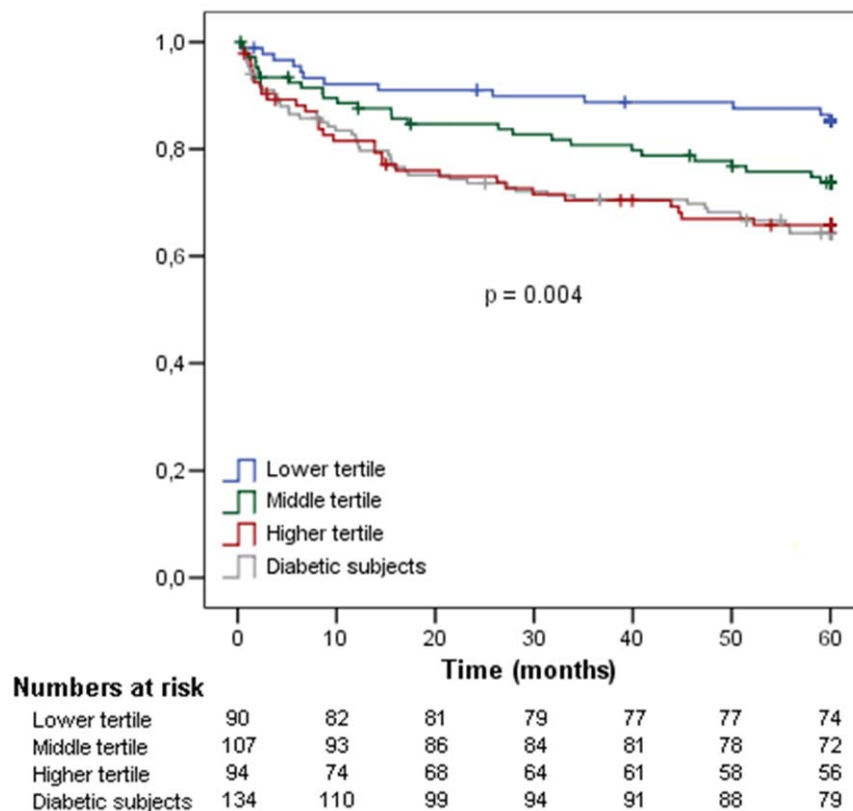 1,0
0,8
0,6
0,4
0,2
0,0
p = 0.004
Lower tertile
Middle tertile
Higher tertile
Diabetic subjects
0 10 20 30 40 50 60
Time (months)
Numbers at risk
Lower tertile 90 82 81 79 77 77 74
Middle tertile 107 93 86 84 81 78 72
Higher tertile 94 74 68 64 61 58 56
Diabetic subjects 134 110 99 94 91 88 79